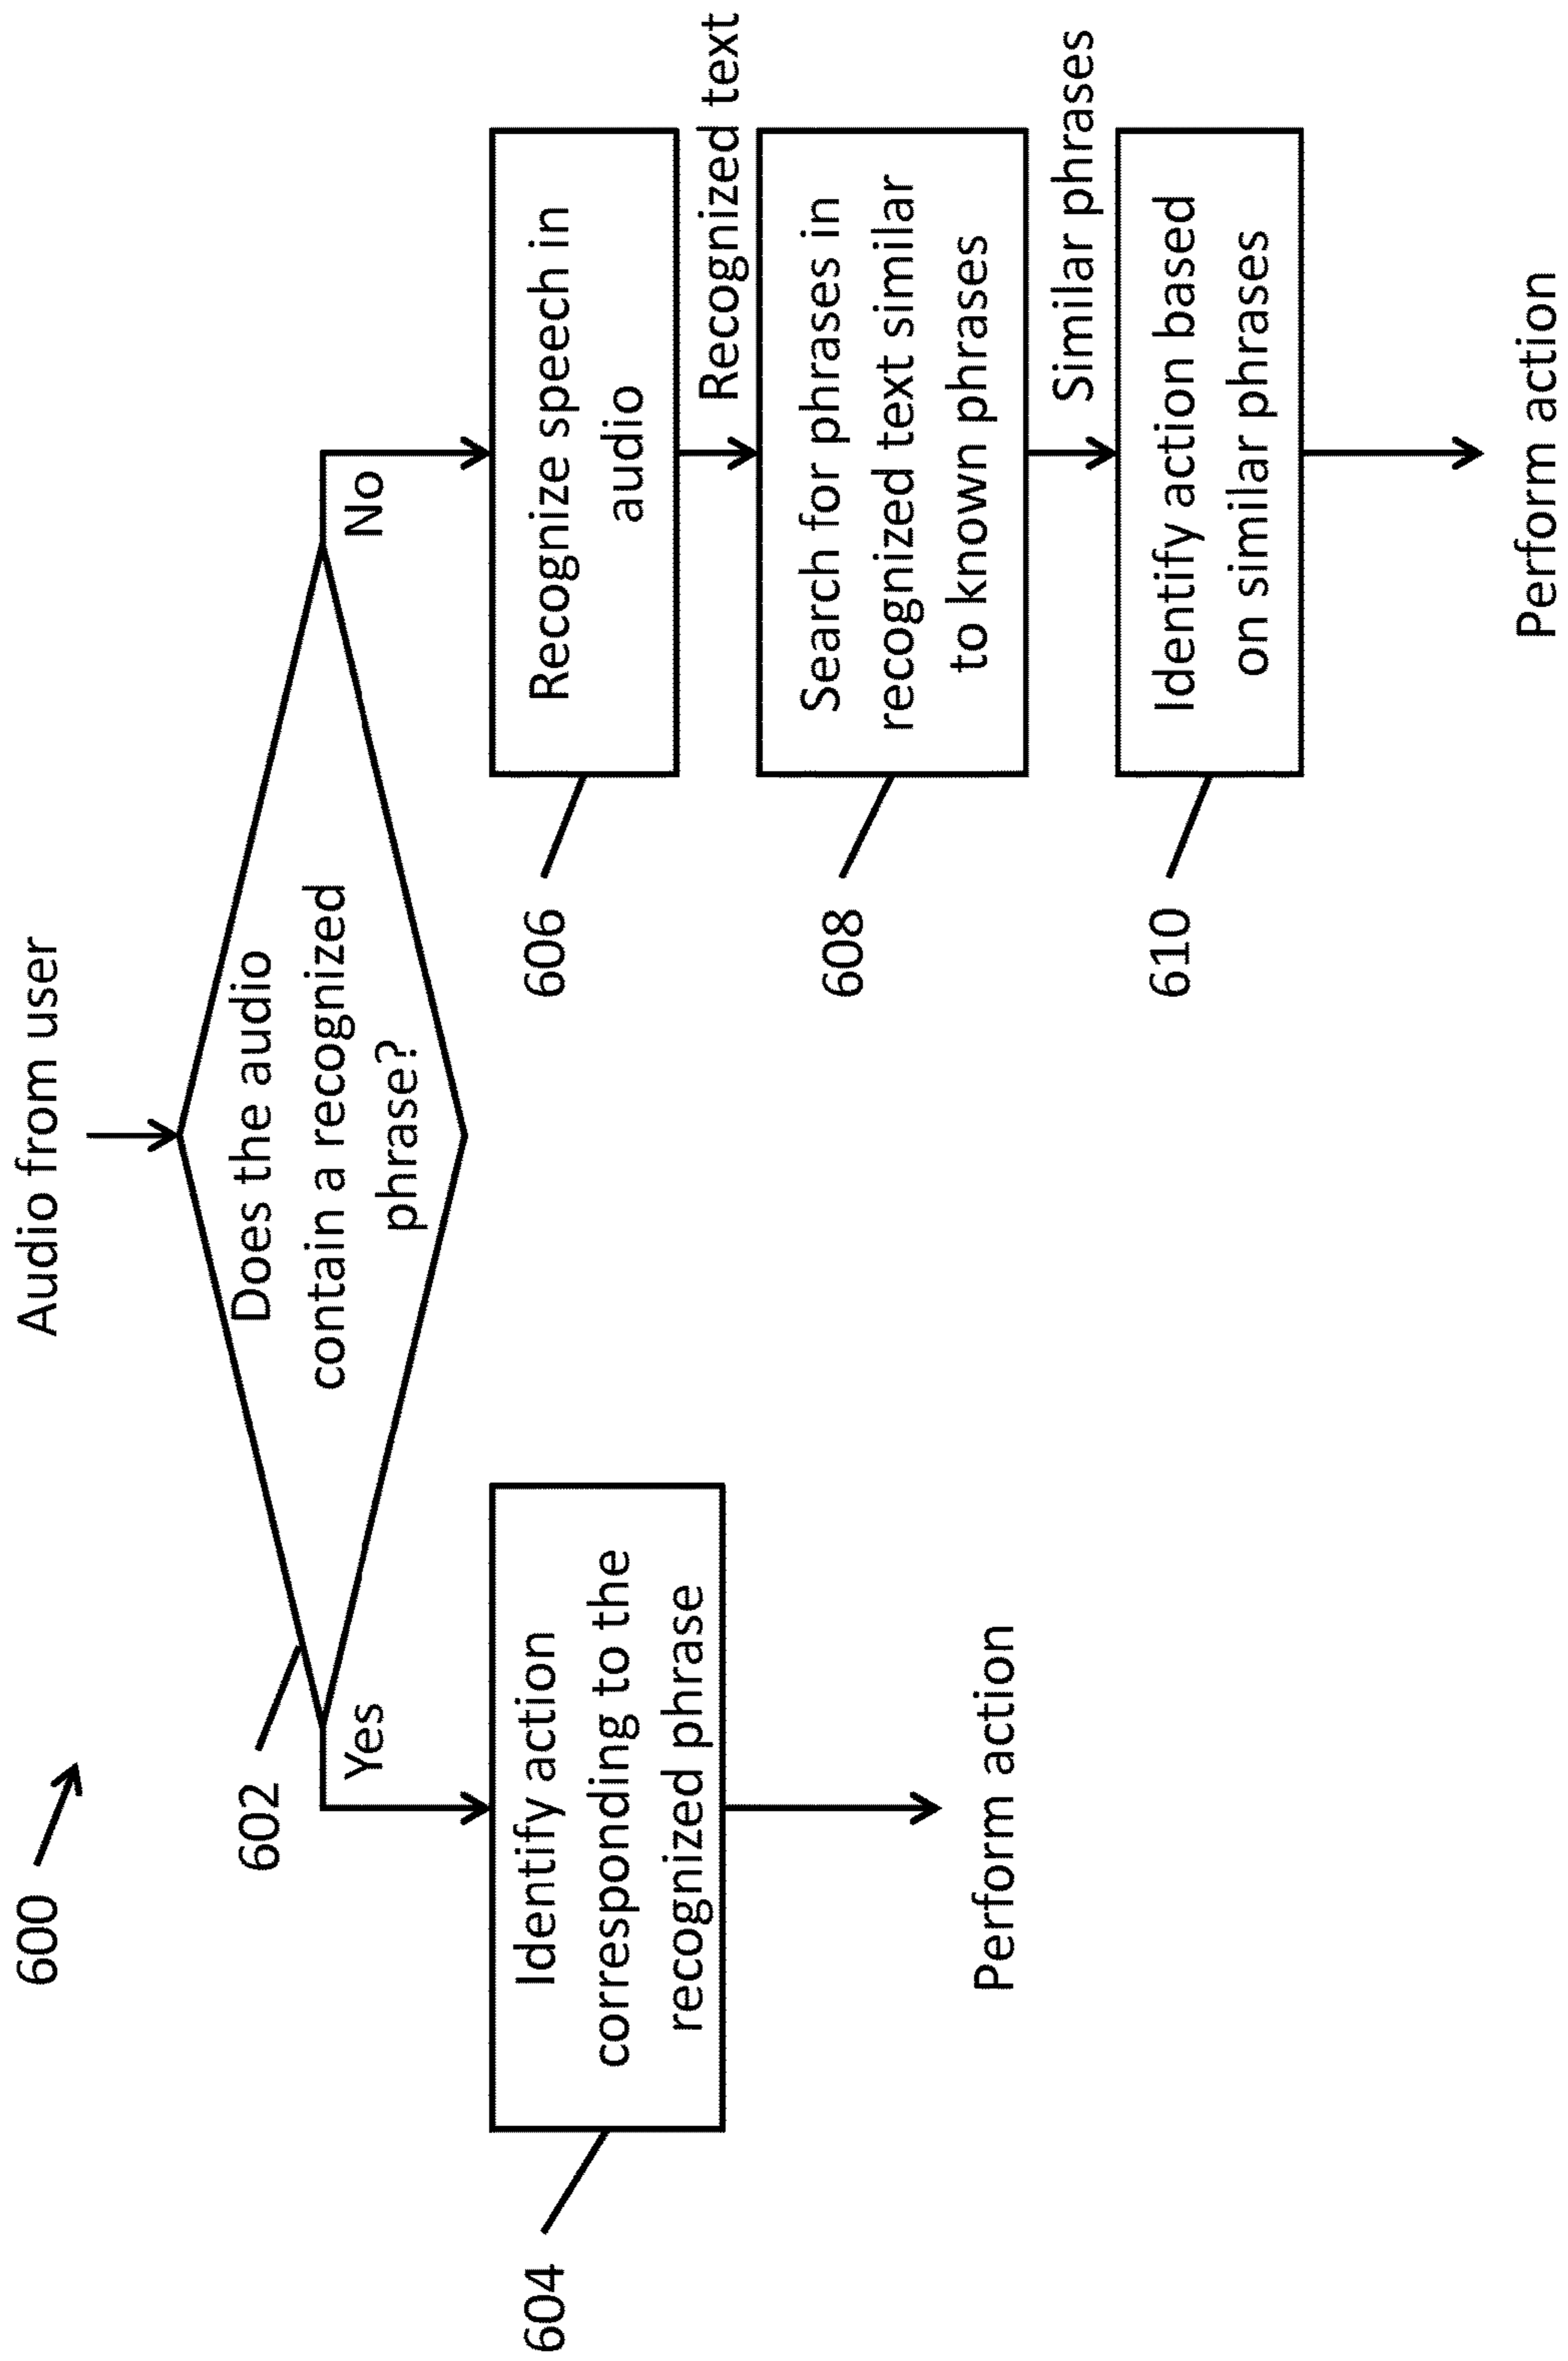 600
Audio from user
602
Does the audio
contain a recognized
phrase?
Yes
No
604
Identify action
corresponding to the
recognized phrase
Perform action
606
Recognize speech in
audio
Recognized text
608
Search for phrases in
recognized text similar
to known phrases
Similar phrases
610
Identify action based
on similar phrases
Perform action